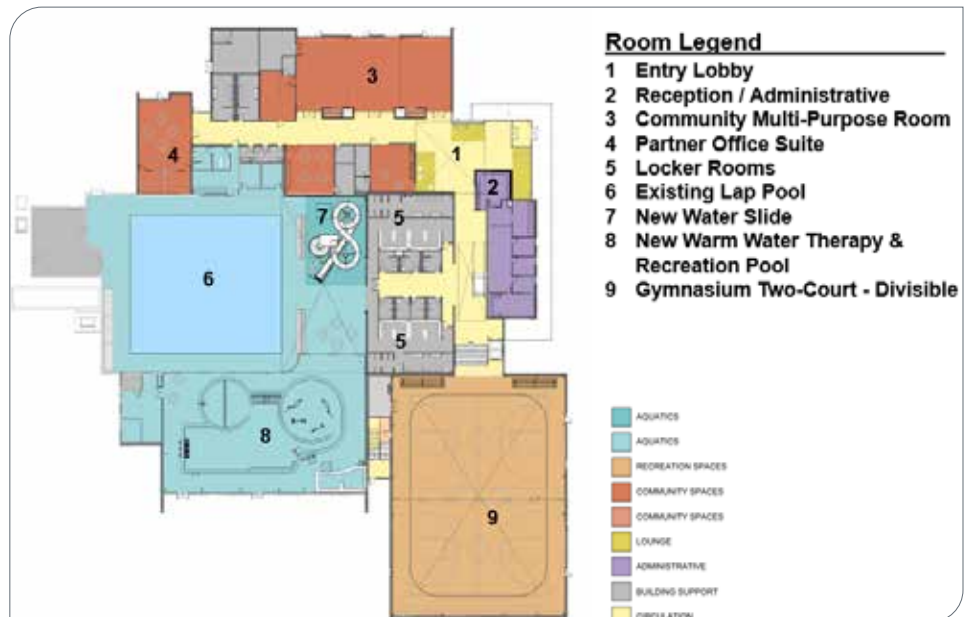 Room Legend
1 Entry Lobby
2 Reception / Administrative
3 Community Multi-Purpose Room
4 Partner Office Suite
5 Locker Rooms
6 Existing Lap Pool
7 New Water Slide
8 New Warm Water Therapy &
Recreation Pool
9 Gymnasium Two-Court - Divisible
3
1
4
2
5
7
6
5
8
9
AQUATICS
AQUATICS
RECREATION SPACES
COMMUNITY SPACES
COMMUNITY SPACES
LOUNGE
ADMINISTRATIVE
BUILDING SUPPORT
CIRCULATION